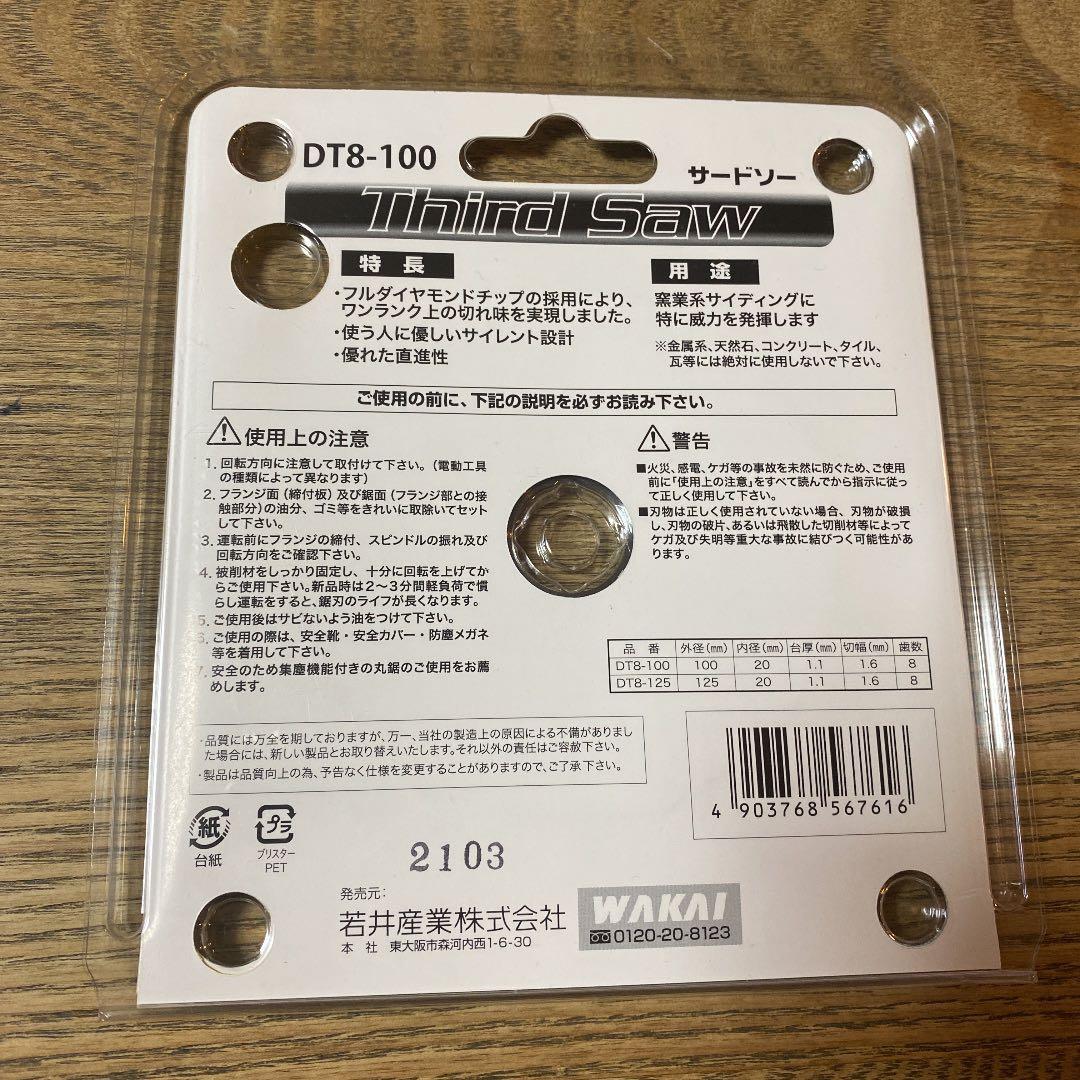 DT8-100
サードソー
Third Saw
特長
・フルダイヤモンドチップの採用により、
ワンランク上の切れ味を実現しました。
・使う人に優しいサイレント設計
・優れた直進性
用途
窯業系サイディングに
特に威力を発揮します
※金属系、天然石、コンクリート、タイル、
瓦等には絶対に使用しないで下さい。
ご使用の前に、下記の説明を必ずお読み下さい。
使用上の注意
1. 回転方向に注意して取付けて下さい。（電動工具
の種類によって異なります）
2. フランジ面（締付板）及び鋸面（フランジ部との接
触部分）の油分、ゴミ等をきれいに取除いてセット
して下さい。
3. 運転前にフランジの締付、スピンドルの振れ及び
回転方向をご確認下さい。
4. 被削材をしっかり固定し、十分に回転を上げてか
らご使用下さい。新品時は2〜3分間軽負荷で慣
らし運転をすると、鋸刃のライフが長くなります。
5. ご使用後はサビないよう油をつけて下さい。
6. ご使用の際は、安全靴・安全カバー・防塵メガネ
等を着用して下さい。
7. 安全のため集塵機能付きの丸鋸のご使用をお薦
めします。
警告
■火災、感電、ケガ等の事故を未然に防ぐため、ご使用
前に「使用上の注意」をすべて読んでから指示に従っ
て正しく使用して下さい。
■刃物は正しく使用されていない場合、刃物が破損
し、刃物の破片、あるいは飛散した切削材等によって
ケガ及び失明等重大な事故に結びつく可能性があ
ります。
品番 外径(mm) 内径(mm) 台厚(mm) 切幅(mm) 歯数
DT8-100 100 20 1.1 1.6 8
DT8-125 125 20 1.1 1.6 8
・品質には万全を期しておりますが、万一、当社の製造上の原因による不備がありまし
た場合には、新しい製品とお取り替えいたします。それ以外の責任はご容赦下さい。
・製品は品質向上の為、予告なく仕様を変更することがありますので、ご了承下さい。
4 903768 567616
紙
台紙
プラ
ブリスター
PET
2103
発売元：
若井産業株式会社
本社 東大阪市森河内西1-6-30
WAKAI
0120-20-8123